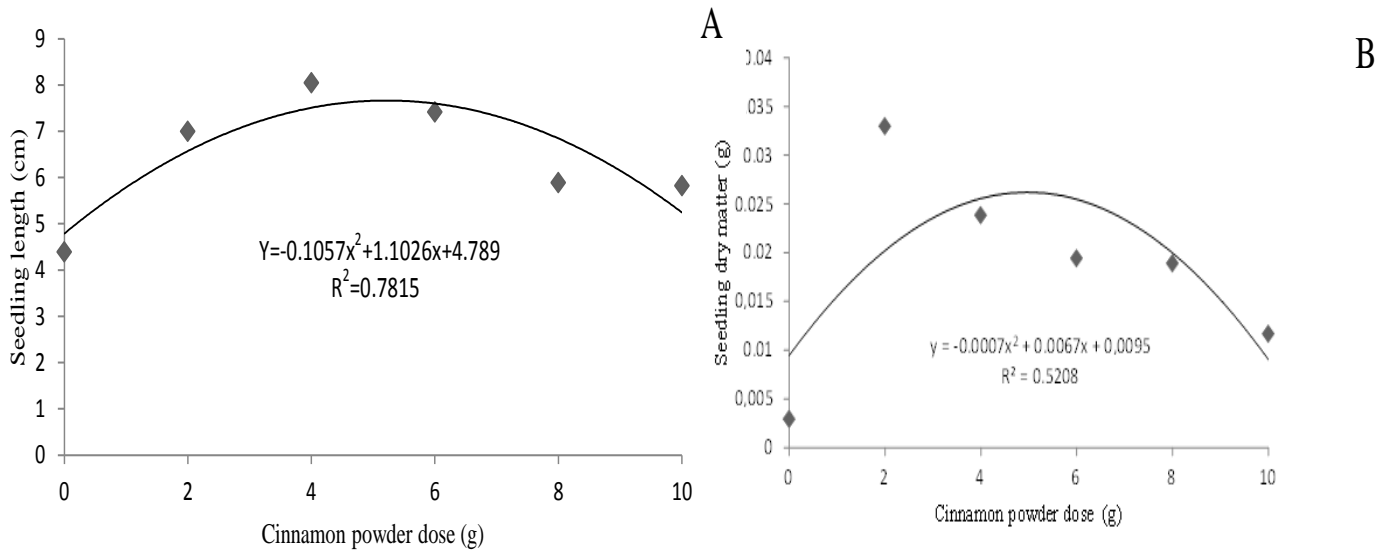 A
9
8
7
6
5
4
3
2
1
0
Seedling length (cm)
Y=-0.1057x²+1.1026x+4.789
R²=0.7815
0 2 4 6 8 10
Cinnamon powder dose (g)
B
).04
035
0.03
0.025
0.02
0,015
0.01
0,005
0
Seedling dry matter (g)
y = -0.0007x² + 0.0067x + 0,0095
R² = 0.5208
0 2 4 6 8 10
Cinnamon powder dose (g)